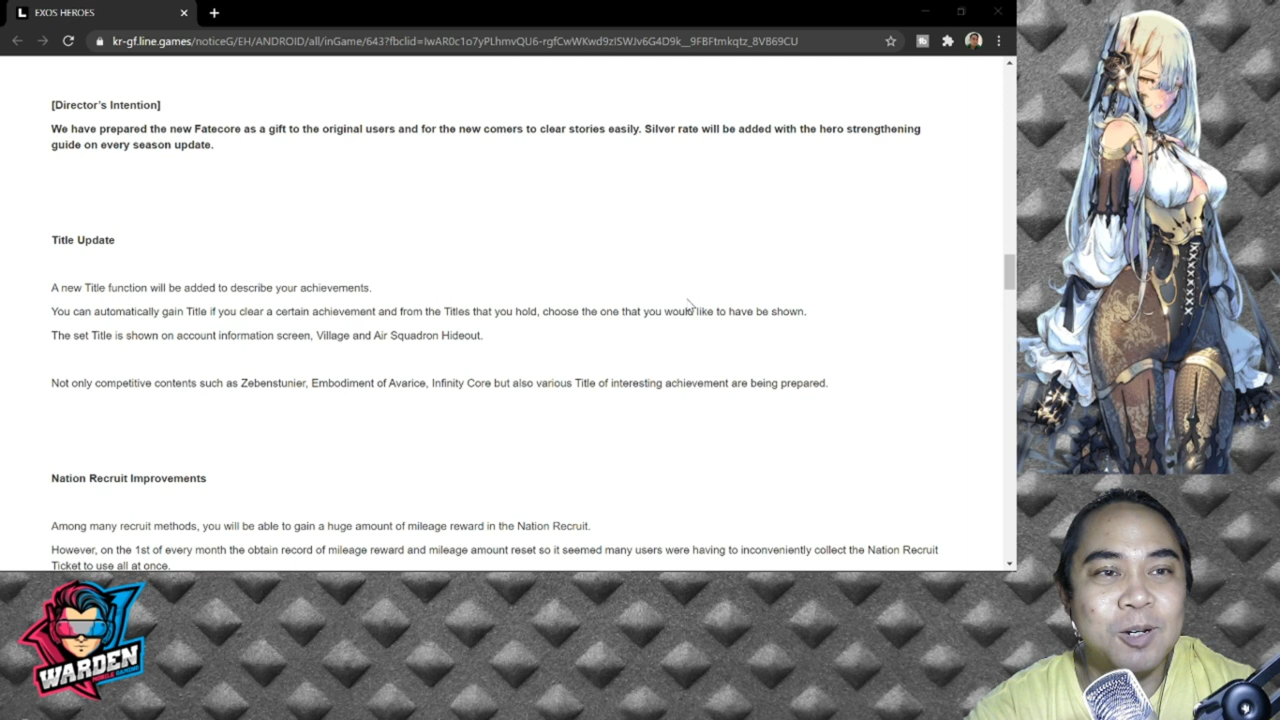 EXOS HEROES
kr-gf.line.games/noticeG/EH/ANDROID/all/inGame/643?fbclid=IwAR0c1o7yPLhmvQU6-rgfCwWKwd9zISWJv6G4D9k__9FBFtmkqtz_8VB69CU
[Director's Intention]
We have prepared the new Fatecore as a gift to the original users and for the new comers to clear stories easily. Silver rate will be added with the hero strengthening
guide on every season update.
Title Update
A new Title function will be added to describe your achievements.
You can automatically gain Title if you clear a certain achievement and from the Titles that you hold, choose the one that you would like to have be shown.
The set Title is shown on account information screen, Village and Air Squadron Hideout.
Not only competitive contents such as Zebenstunier, Embodiment of Avarice, Infinity Core but also various Title of interesting achievement are being prepared.
Nation Recruit Improvements
Among many recruit methods, you will be able to gain a huge amount of mileage reward in the Nation Recruit.
However, on the 1st of every month the obtain record of mileage reward and mileage amount reset so it seemed many users were having to inconveniently collect the Nation Recruit
Ticket to use all at once.
WARDEN
MOBILE GAMING